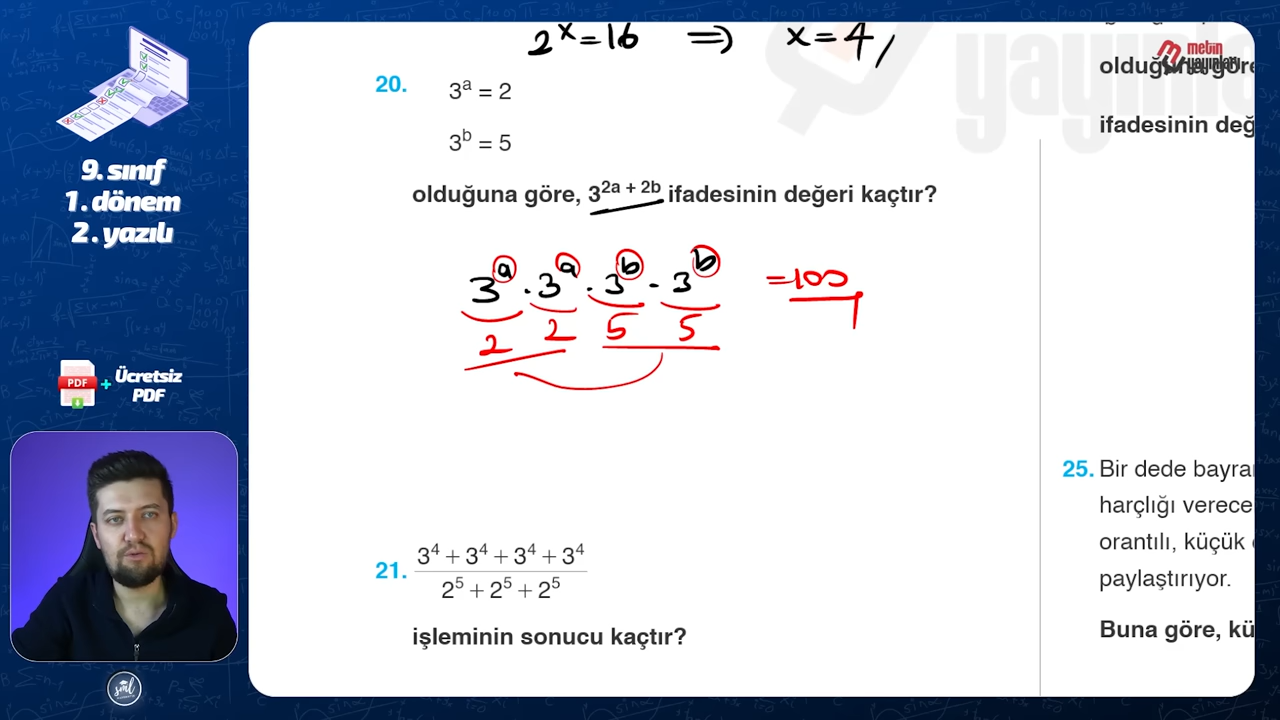 9. sınıf
1. dönem
2. yazılı
PDF
+
Ücretsiz
PDF
sml
2^x = 16 ⇒ x = 4
20. 3^a = 2
3^b = 5
olduğuna göre, 3^(2a + 2b) ifadesinin değeri kaçtır?
3^a . 3^a . 3^b . 3^b = 100
2 2 5 5
21. (3^4 + 3^4 + 3^4 + 3^4) / (2^5 + 2^5 + 2^5)
işleminin sonucu kaçtır?
metin
yayınları
olduğuna göre
ifadesinin değ
25. Bir dede bayra
harçlığı verece
orantılı, küçük
paylaştırıyor.
Buna göre, kü